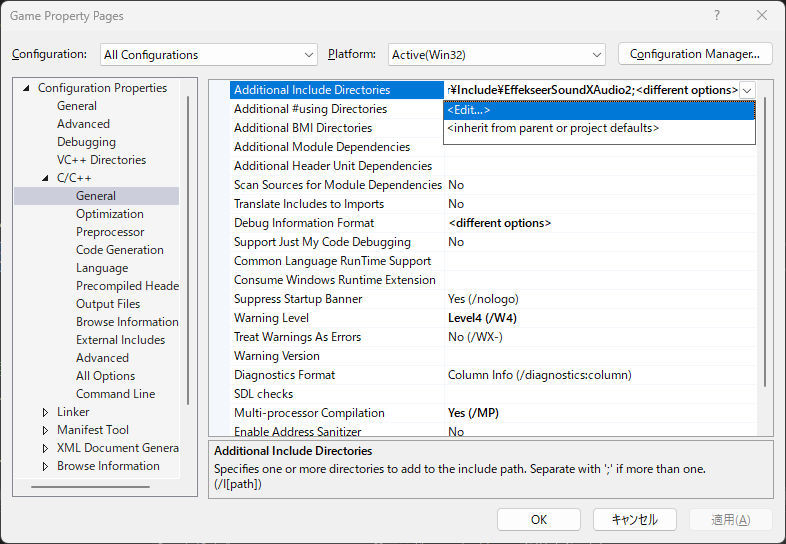 Game Property Pages
Configuration: All Configurations Platform: Active(Win32) Configuration Manager...
Configuration Properties
General
Advanced
Debugging
VC++ Directories
C/C++
General
Optimization
Preprocessor
Code Generation
Language
Precompiled Heade
Output Files
Browse Information
External Includes
Advanced
All Options
Command Line
Linker
Manifest Tool
XML Document Genera
Browse Information
Additional Include Directories r¥Include¥EffekseerSoundXAudio2;<different options>
Additional #using Directories <Edit...>
Additional BMI Directories <inherit from parent or project defaults>
Additional Module Dependencies
Additional Header Unit Dependencies
Scan Sources for Module Dependencies No
Translate Includes to Imports No
Debug Information Format <different options>
Support Just My Code Debugging No
Common Language RunTime Support
Consume Windows Runtime Extension
Suppress Startup Banner Yes (/nologo)
Warning Level Level4 (/W4)
Treat Warnings As Errors No (/WX-)
Warning Version
Diagnostics Format Column Info (/diagnostics:column)
SDL checks
Multi-processor Compilation Yes (/MP)
Enable Address Sanitizer No
Additional Include Directories
Specifies one or more directories to add to the include path. Separate with ';' if more than one.
(/I[path])
OK キャンセル 適用(A)